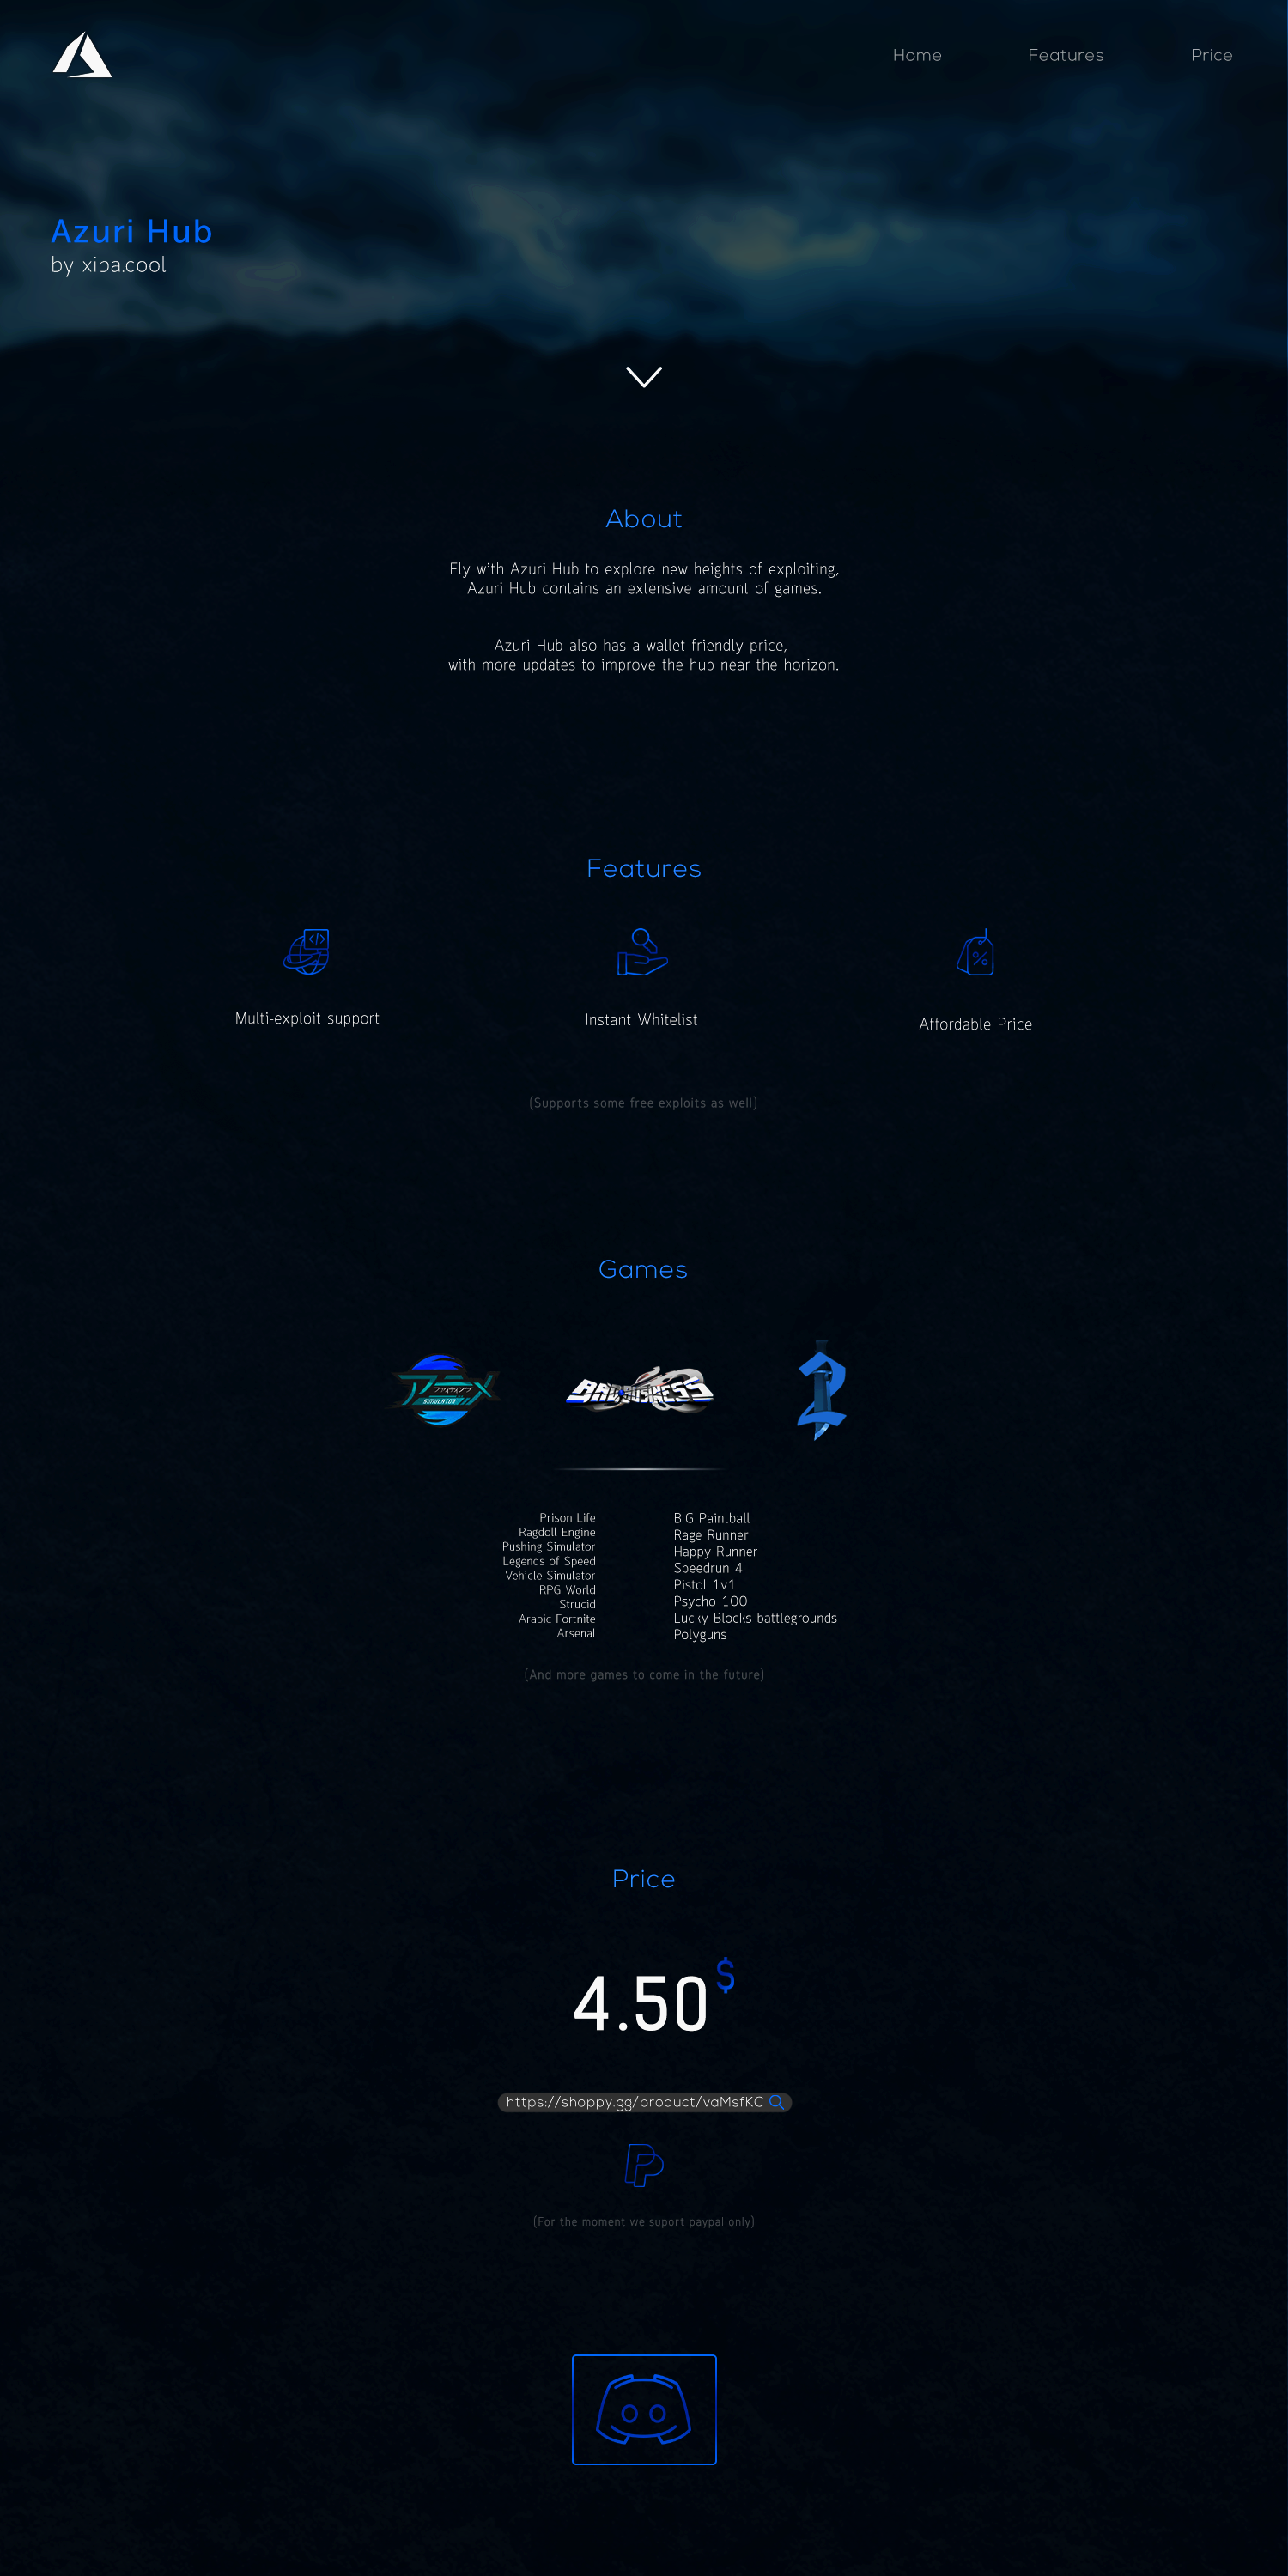 Home
Features
Price
Azuri Hub
by xiba.cool
About
Fly with Azuri Hub to explore new heights of exploiting,
Azuri Hub contains an extensive amount of games.
Azuri Hub also has a wallet friendly price,
with more updates to improve the hub near the horizon.
Features
Multi-exploit support
Instant Whitelist
Affordable Price
(Supports some free exploits as well)
Games
アニメ
SIMULATOR
BAD BUSINESS
2
Prison Life
Ragdoll Engine
Pushing Simulator
Legends of Speed
Vehicle Simulator
RPG World
Strucid
Arabic Fortnite
Arsenal
BIG Paintball
Rage Runner
Happy Runner
Speedrun 4
Pistol 1v1
Psycho 100
Lucky Blocks battlegrounds
Polyguns
(And more games to come in the future)
Price
4.50$
https://shoppy.gg/product/vaMsfKC
(For the moment we suport paypal only)